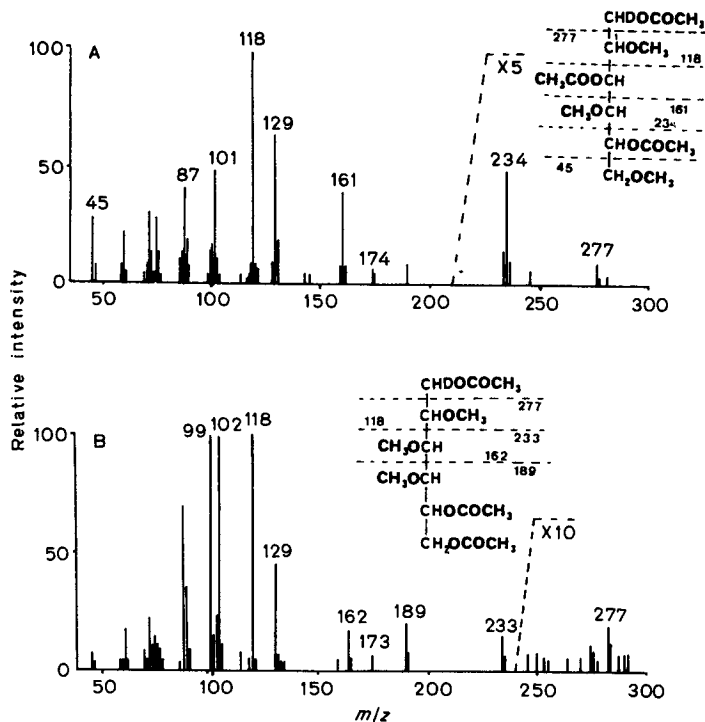 Relative intensity
A
100
50
0
45
87
101
118
129
161
174
X5
234
277
50
100
150
200
250
300
CHDOCOCH₃
277
CHOCH₃
118
CH₃COOCH
161
CH₃OCH
234
CHOCOCH₃
45
CH₂OCH₃
B
100
50
0
99
102
118
129
162
173
189
233
X10
277
50
100
150
200
250
300
CHDOCOCH₃
277
118
CHOCH₃
233
CH₃OCH
162
189
CH₃OCH
CHOCOCH₃
CH₂OCOCH₃
m/z